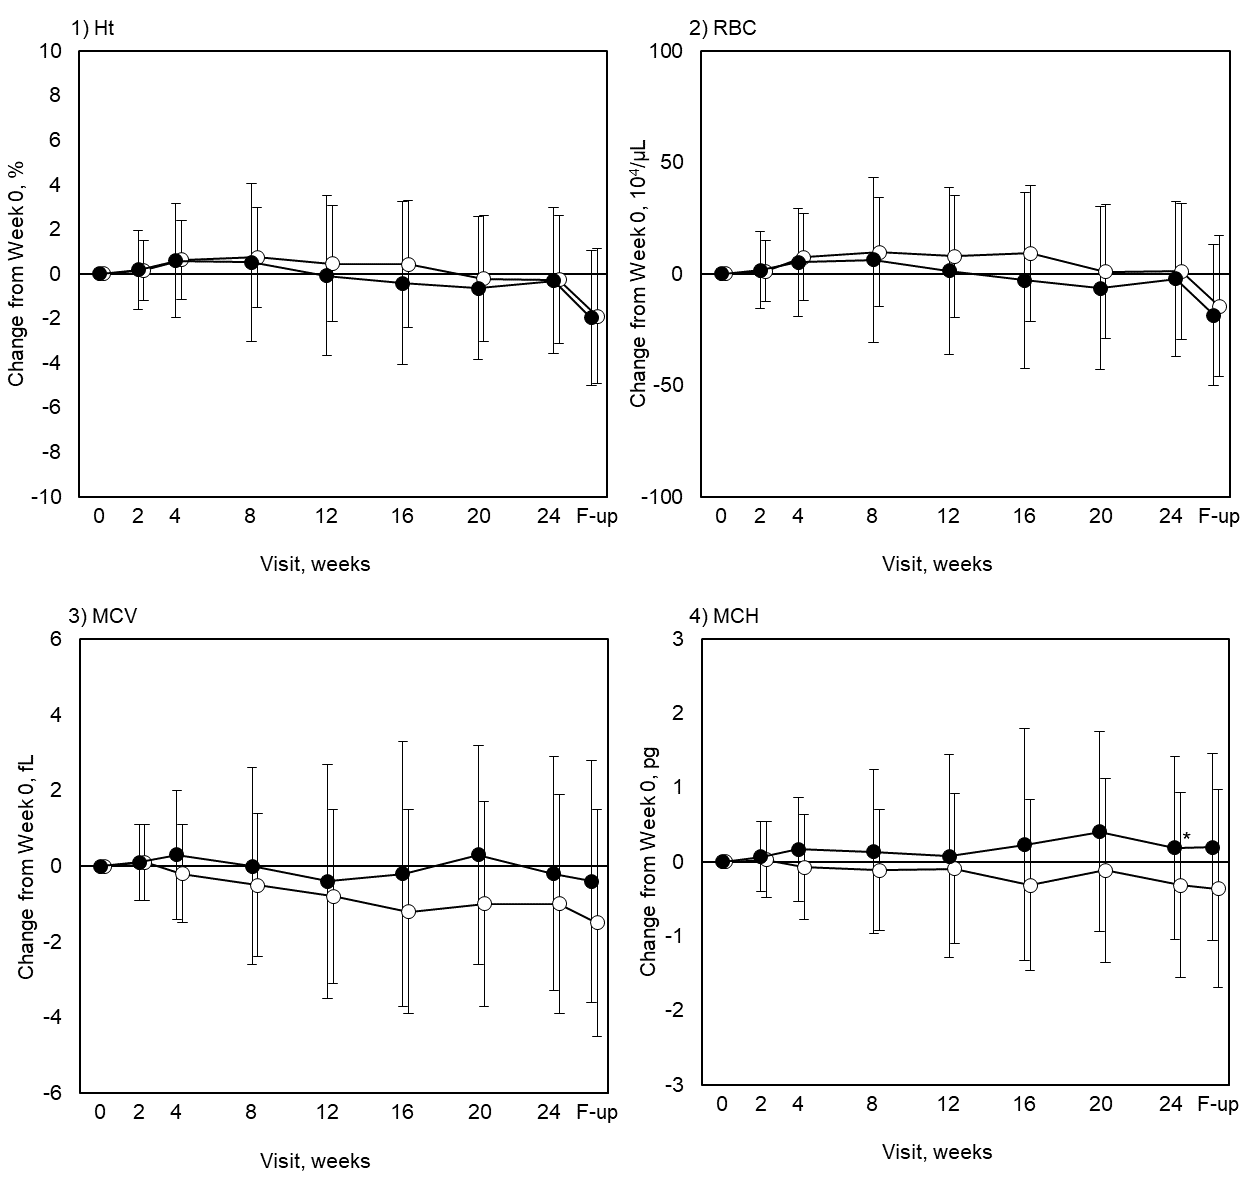 1) Ht
10
8
6
4
2
0
-2
-4
-6
-8
-10
Change from Week 0, %
0 2 4 8 12 16 20 24 F-up
Visit, weeks
2) RBC
100
50
0
-50
-100
Change from Week 0, 10⁴/μL
0 2 4 8 12 16 20 24 F-up
Visit, weeks
3) MCV
6
4
2
0
-2
-4
-6
Change from Week 0, fL
0 2 4 8 12 16 20 24 F-up
Visit, weeks
4) MCH
3
2
1
0
-1
-2
-3
Change from Week 0, pg
*
0 2 4 8 12 16 20 24 F-up
Visit, weeks